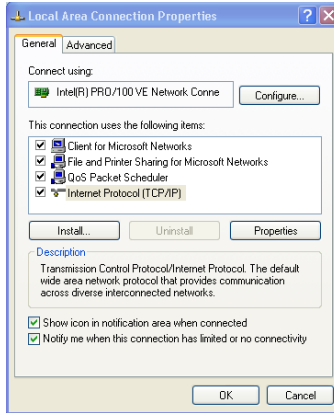 Local Area Connection Properties
General
Advanced
Connect using:
Intel(R) PRO/100 VE Network Conne
Configure...
This connection uses the following items:
Client for Microsoft Networks
File and Printer Sharing for Microsoft Networks
QoS Packet Scheduler
Internet Protocol (TCP/IP)
Install...
Uninstall
Properties
Description
Transmission Control Protocol/Internet Protocol. The default
wide area network protocol that provides communication
across diverse interconnected networks.
Show icon in notification area when connected
Notify me when this connection has limited or no connectivity
OK
Cancel